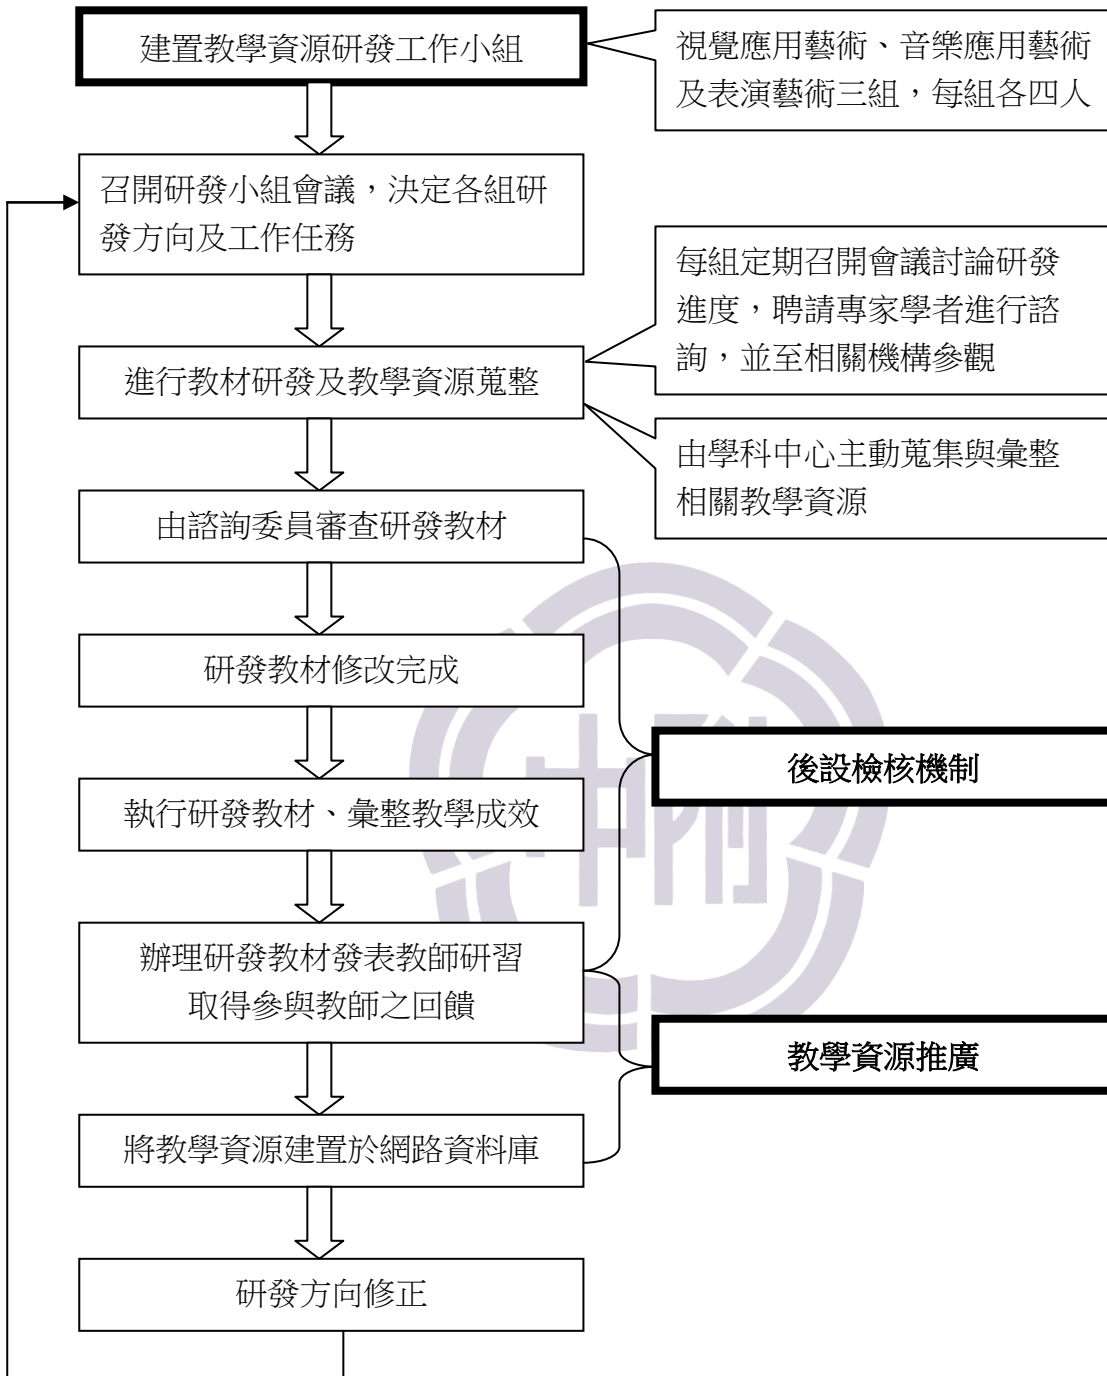 建置教學資源研發工作小組
視覺應用藝術、音樂應用藝術
及表演藝術三組，每組各四人
召開研發小組會議，決定各組研
發方向及工作任務
每組定期召開會議討論研發
進度，聘請專家學者進行諮
詢，並至相關機構參觀
進行教材研發及教學資源蒐整
由學科中心主動蒐集與彙整
相關教學資源
由諮詢委員審查研發教材
研發教材修改完成
中附
後設檢核機制
執行研發教材、彙整教學成效
辦理研發教材發表教師研習
取得參與教師之回饋
教學資源推廣
將教學資源建置於網路資料庫
研發方向修正